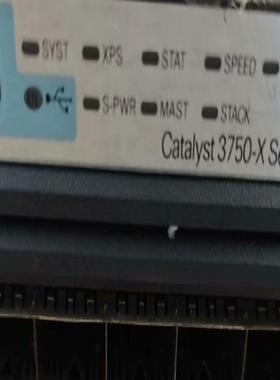 SYST XPS STAT SPEED
S-PWR MAST STACK
Catalyst 3750-X